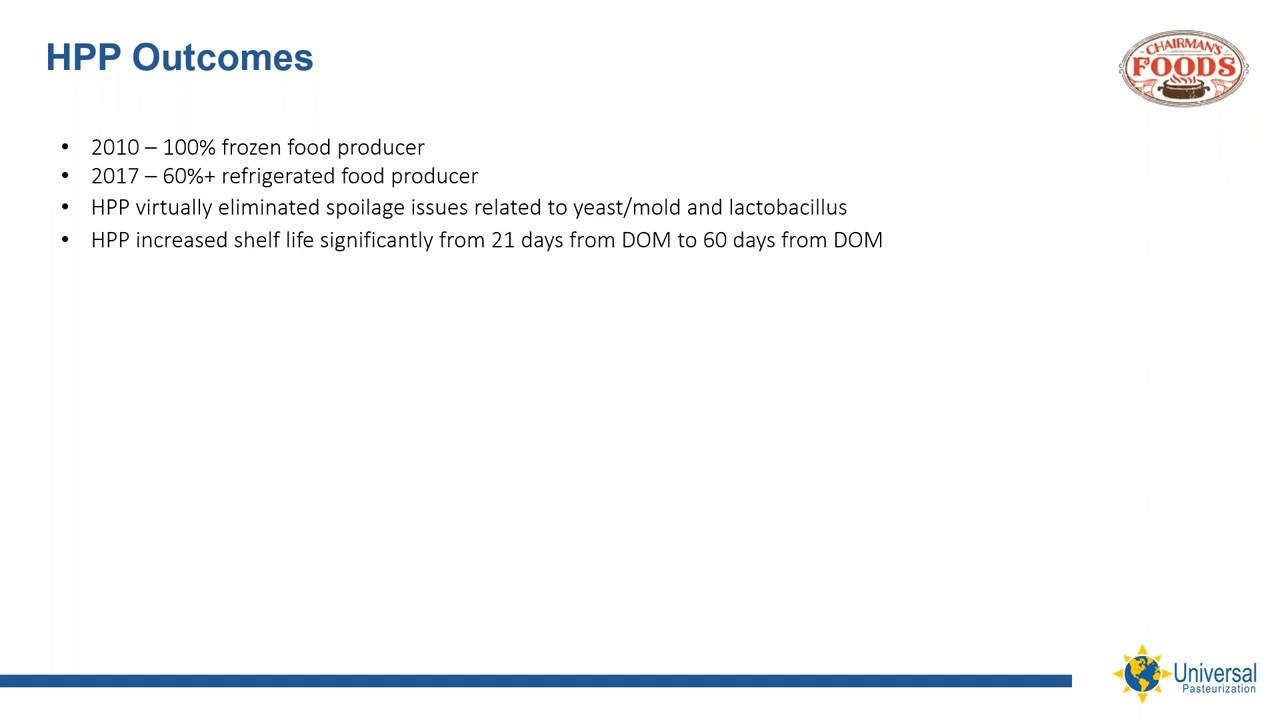 HPP Outcomes
CHAIRMAN'S
FOODS
• 2010 – 100% frozen food producer
• 2017 – 60%+ refrigerated food producer
• HPP virtually eliminated spoilage issues related to yeast/mold and lactobacillus
• HPP increased shelf life significantly from 21 days from DOM to 60 days from DOM
Universal
Pasteurization